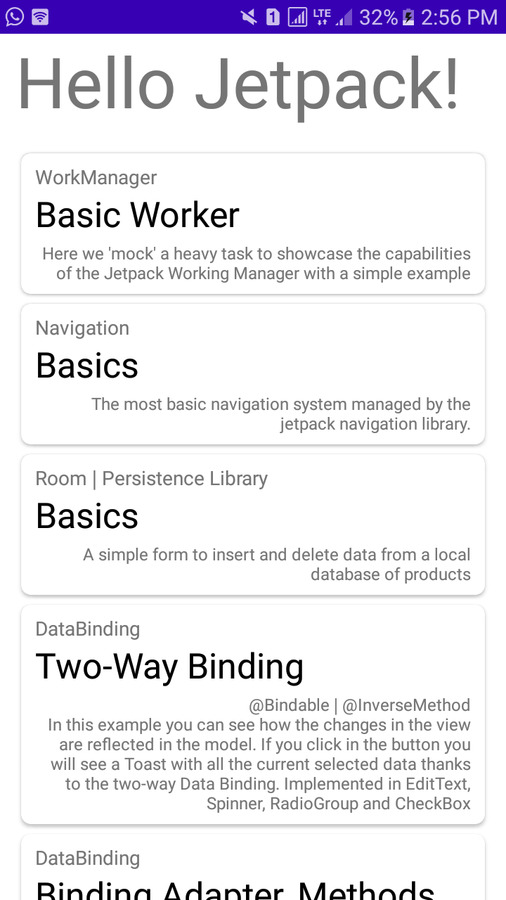 1 LTE 32% 2:56 PM
Hello Jetpack!
WorkManager
Basic Worker
Here we 'mock' a heavy task to showcase the capabilities
of the Jetpack Working Manager with a simple example
Navigation
Basics
The most basic navigation system managed by the
jetpack navigation library.
Room | Persistence Library
Basics
A simple form to insert and delete data from a local
database of products
DataBinding
Two-Way Binding
@Bindable | @InverseMethod
In this example you can see how the changes in the view
are reflected in the model. If you click in the button you
will see a Toast with all the current selected data thanks
to the two-way Data Binding. Implemented in EditText,
Spinner, RadioGroup and CheckBox
DataBinding
Binding Adapter, Methods